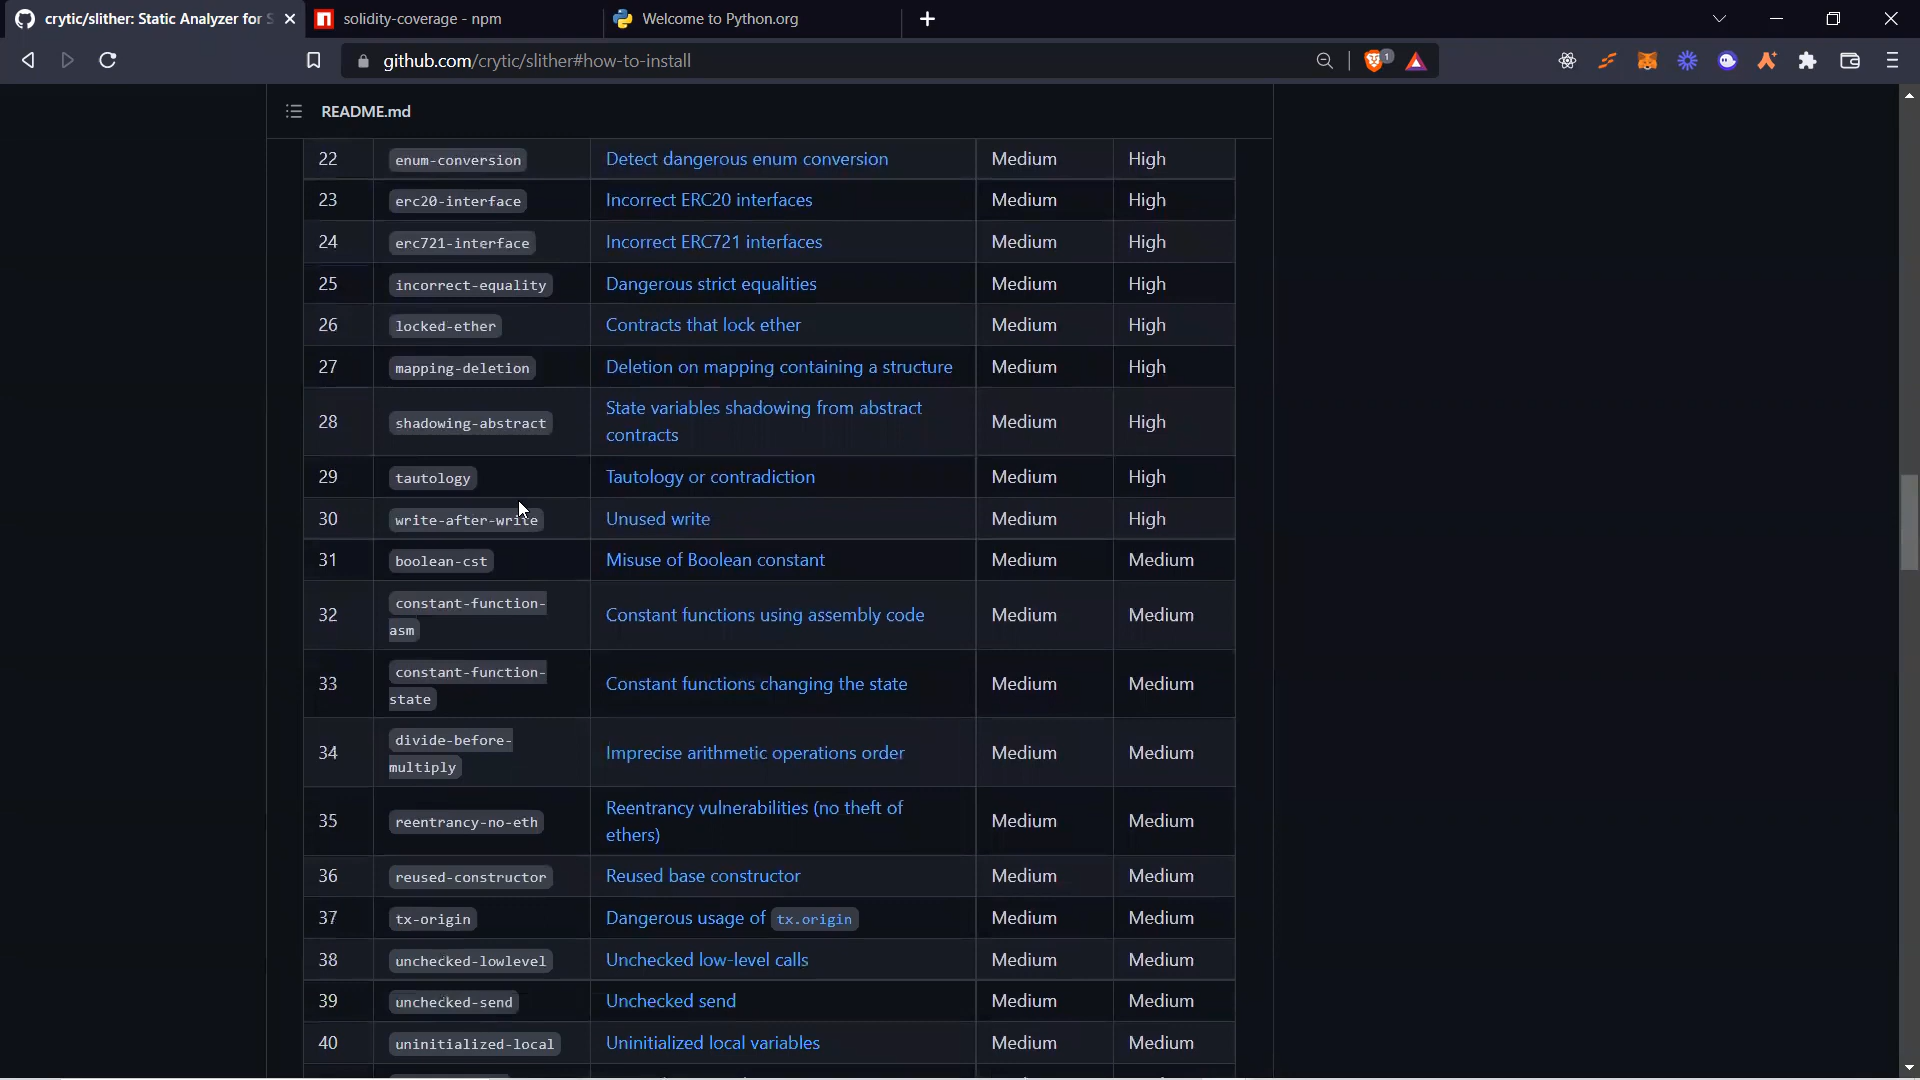 crytic/slither: Static Analyzer for S
solidity-coverage - npm
Welcome to Python.org
github.com/crytic/slither#how-to-install
1
README.md
22 enum-conversion Detect dangerous enum conversion Medium High
23 erc20-interface Incorrect ERC20 interfaces Medium High
24 erc721-interface Incorrect ERC721 interfaces Medium High
25 incorrect-equality Dangerous strict equalities Medium High
26 locked-ether Contracts that lock ether Medium High
27 mapping-deletion Deletion on mapping containing a structure Medium High
28 shadowing-abstract State variables shadowing from abstract Medium High
contracts
29 tautology Tautology or contradiction Medium High
30 write-after-write Unused write Medium High
31 boolean-cst Misuse of Boolean constant Medium Medium
32 constant-function- Constant functions using assembly code Medium Medium
asm
33 constant-function- Constant functions changing the state Medium Medium
state
34 divide-before- Imprecise arithmetic operations order Medium Medium
multiply
35 reentrancy-no-eth Reentrancy vulnerabilities (no theft of Medium Medium
ethers)
36 reused-constructor Reused base constructor Medium Medium
37 tx-origin Dangerous usage of tx.origin Medium Medium
38 unchecked-lowlevel Unchecked low-level calls Medium Medium
39 unchecked-send Unchecked send Medium Medium
40 uninitialized-local Uninitialized local variables Medium Medium